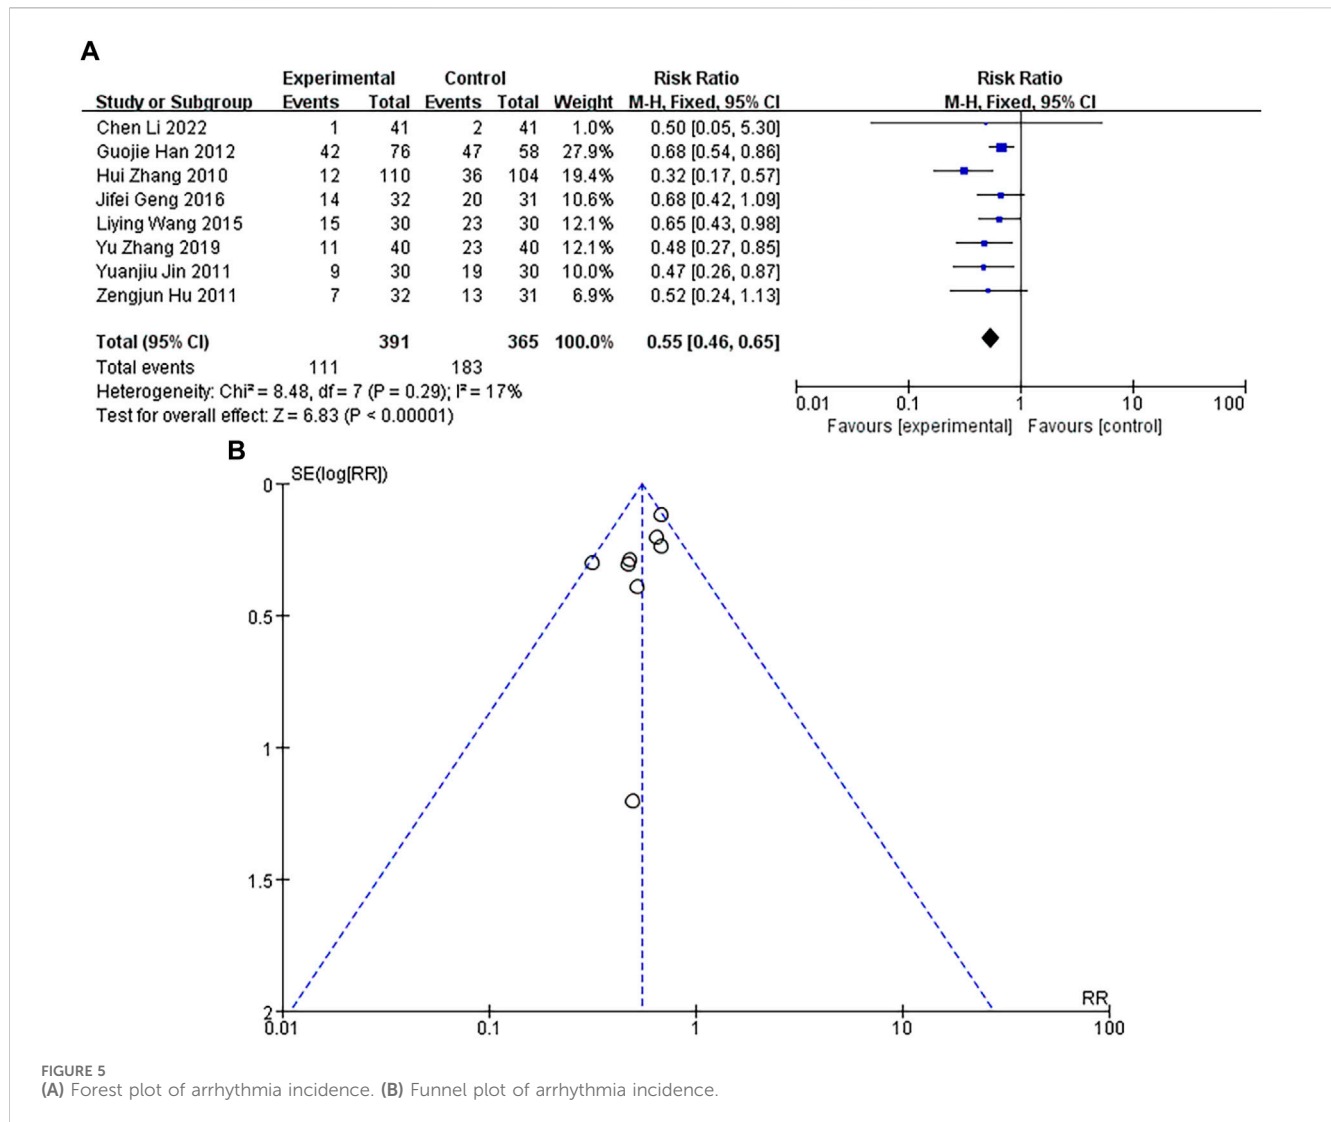 A
Experimental Control Risk Ratio Risk Ratio
Study or Subgroup Events Total Events Total Weight M-H, Fixed, 95% CI M-H, Fixed, 95% CI
Chen Li 2022 1 41 2 41 1.0% 0.50 [0.05, 5.30]
Guojie Han 2012 42 76 47 58 27.9% 0.68 [0.54, 0.86]
Hui Zhang 2010 12 110 36 104 19.4% 0.32 [0.17, 0.57]
Jifei Geng 2016 14 32 20 31 10.6% 0.68 [0.42, 1.09]
Liying Wang 2015 15 30 23 30 12.1% 0.65 [0.43, 0.98]
Yu Zhang 2019 11 40 23 40 12.1% 0.48 [0.27, 0.85]
Yuanjiu Jin 2011 9 30 19 30 10.0% 0.47 [0.26, 0.87]
Zengjun Hu 2011 7 32 13 31 6.9% 0.52 [0.24, 1.13]
Total (95% CI) 391 365 100.0% 0.55 [0.46, 0.65]
Total events 111 183
Heterogeneity: Chi² = 8.48, df = 7 (P = 0.29); I² = 17%
Test for overall effect: Z = 6.83 (P < 0.00001)
0.01 0.1 1 10 100
Favours [experimental] Favours [control]
B
SE(log[RR])
0
0.5
1
1.5
2
RR
0.01 0.1 1 10 100
FIGURE 5
(A) Forest plot of arrhythmia incidence. (B) Funnel plot of arrhythmia incidence.